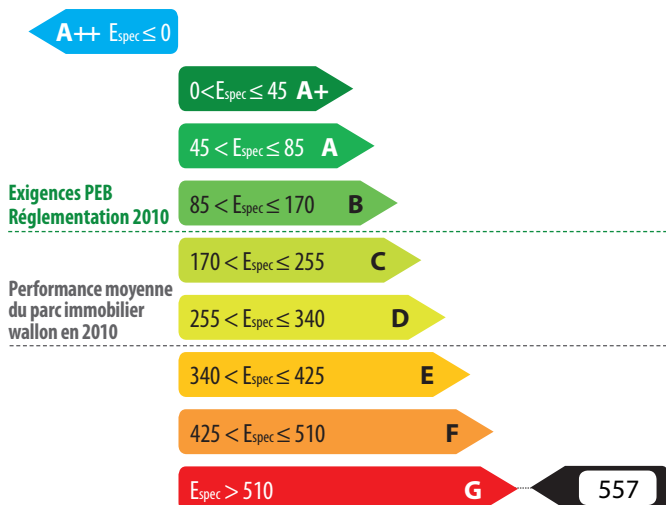 A++ Espec ≤ 0
0 < Espec ≤ 45 A+
45 < Espec ≤ 85 A
Exigences PEB
Réglementation 2010
85 < Espec ≤ 170 B
170 < Espec ≤ 255 C
Performance moyenne
du parc immobilier
wallon en 2010
255 < Espec ≤ 340 D
340 < Espec ≤ 425 E
425 < Espec ≤ 510 F
Espec > 510 G
557